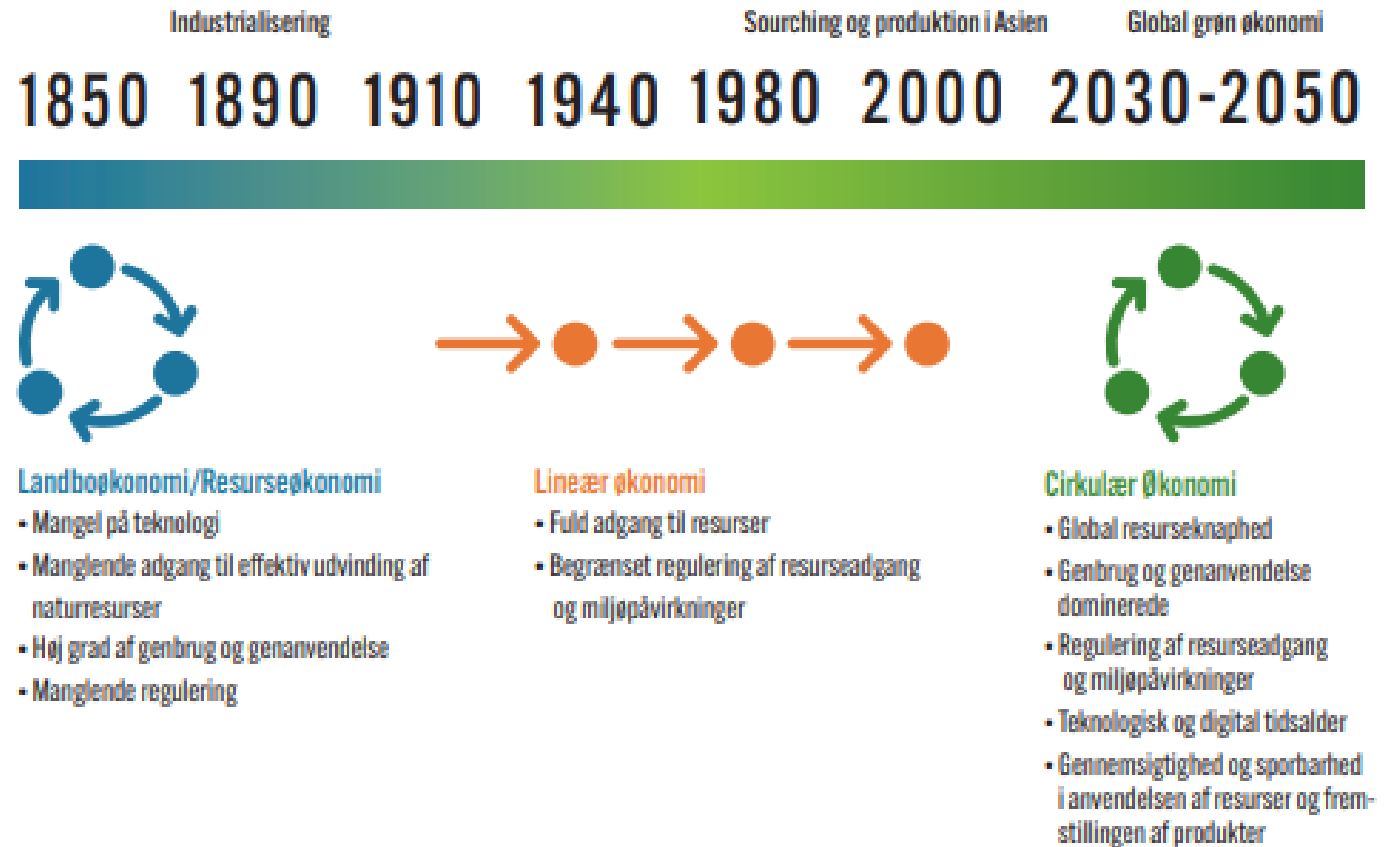 Industrialisering
Sourching og produktion i Asien
Global grøn økonomi
1850 1890 1910 1940 1980 2000 2030-2050
Landboøkonomi/Resurseøkonomi
• Mangel på teknologi
• Manglende adgang til effektiv udvinding af
naturresurser
• Høj grad af genbrug og genanvendelse
• Manglende regulering
Lineær økonomi
• Fuld adgang til resurser
• Begrænset regulering af resurseadgang
og miljøpåvirkninger
Cirkulær Økonomi
• Global resurseknaphed
• Genbrug og genanvendelse
dominerede
• Regulering af resurseadgang
og miljøpåvirkninger
• Teknologisk og digital tidsalder
• Gennemsigtighed og sporbarhed
i anvendelsen af resurser og frem-
stillingen af produkter